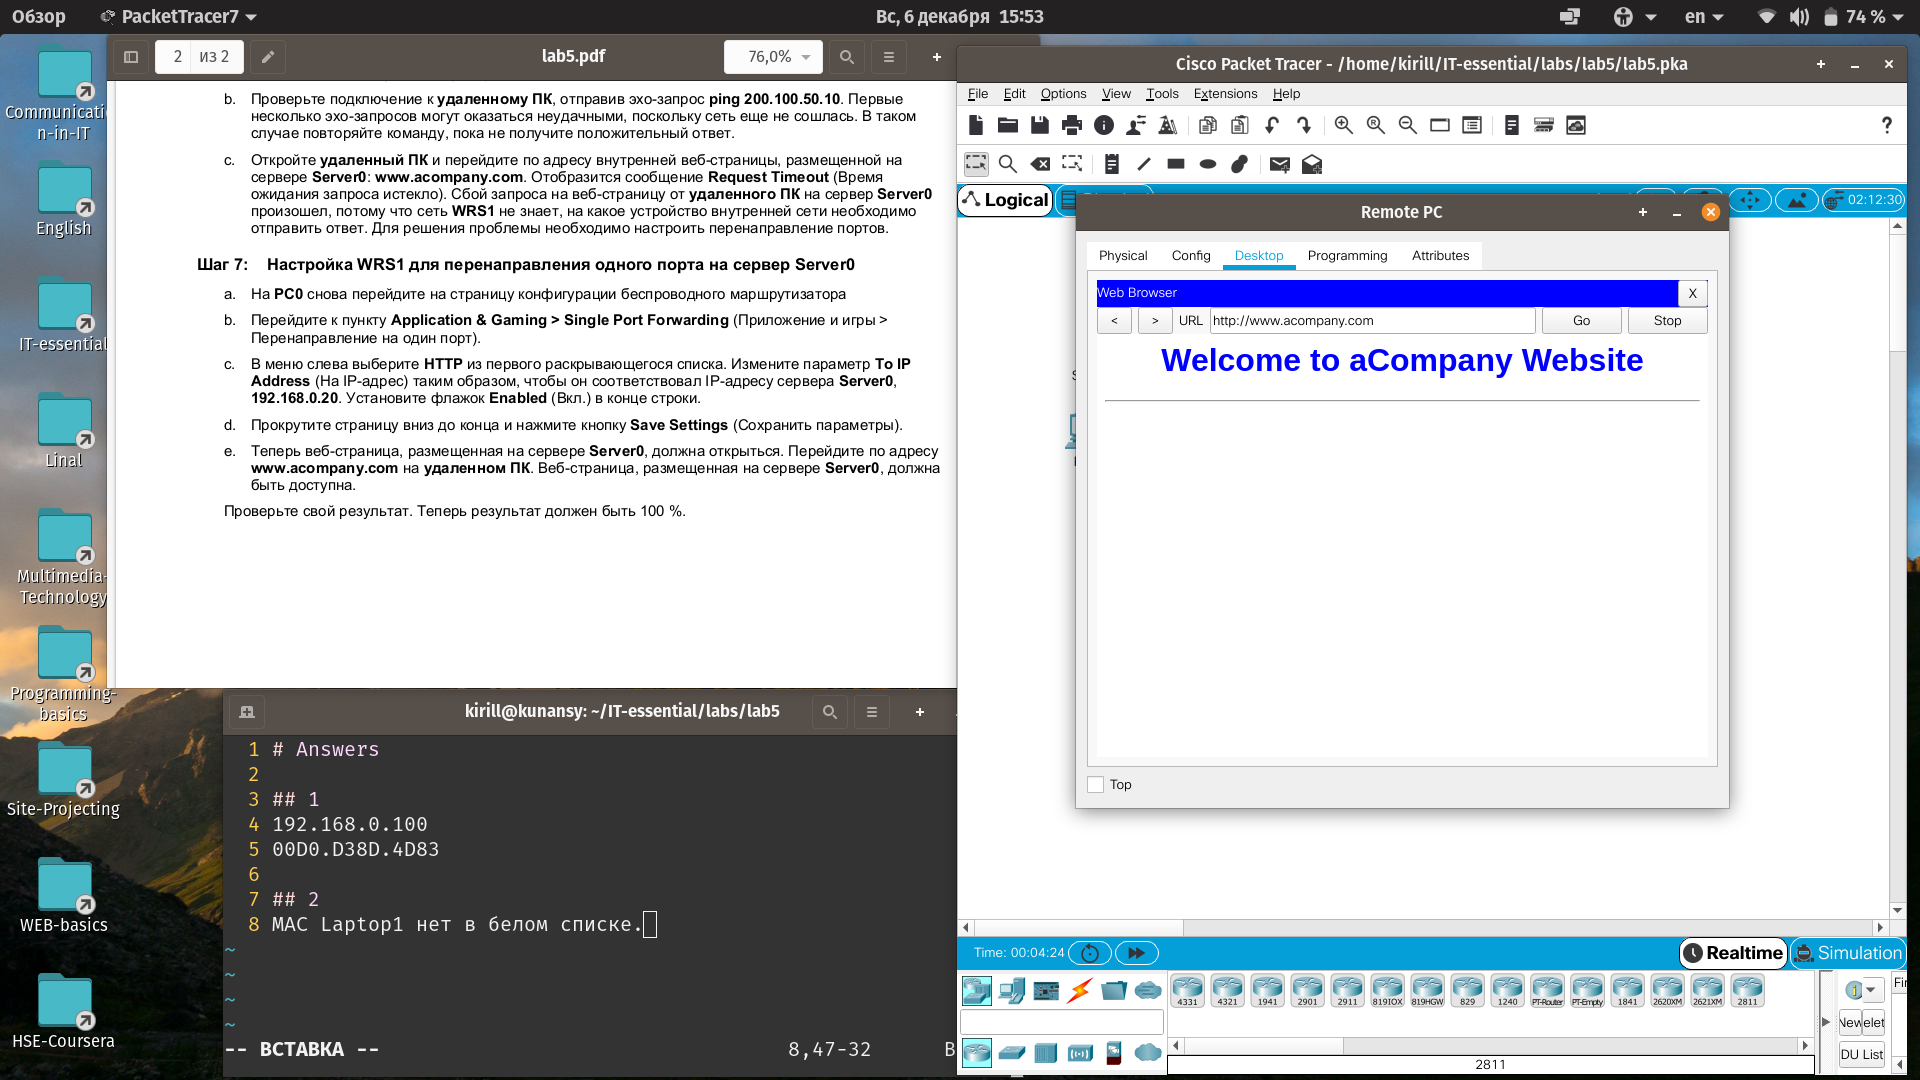 Обзор
PacketTracer7
Вс, 6 декабря 15:53
en
74 %
Communicati
n-in-IT
English
IT-essential
Linal
Multimedia-
Technology
Programming-
basics
Site-Projecting
WEB-basics
HSE-Coursera
2 из 2
lab5.pdf
76,0%
b. Проверьте подключение к удаленному ПК, отправив эхо-запрос ping 200.100.50.10. Первые
несколько эхо-запросов могут оказаться неудачными, поскольку сеть еще не сошлась. В таком
случае повторяйте команду, пока не получите положительный ответ.
c. Откройте удаленный ПК и перейдите по адресу внутренней веб-страницы, размещенной на
сервере Server0: www.acompany.com. Отобразится сообщение Request Timeout (Время
ожидания запроса истекло). Сбой запроса на веб-страницу от удаленного ПК на сервер Server0
произошел, потому что сеть WRS1 не знает, на какое устройство внутренней сети необходимо
отправить ответ. Для решения проблемы необходимо настроить перенаправление портов.
Шаг 7: Настройка WRS1 для перенаправления одного порта на сервер Server0
a. На PC0 снова перейдите на страницу конфигурации беспроводного маршрутизатора
b. Перейдите к пункту Application & Gaming > Single Port Forwarding (Приложение и игры >
Перенаправление на один порт).
c. В меню слева выберите HTTP из первого раскрывающегося списка. Измените параметр To IP
Address (На IP-адрес) таким образом, чтобы он соответствовал IP-адресу сервера Server0,
192.168.0.20. Установите флажок Enabled (Вкл.) в конце строки.
d. Прокрутите страницу вниз до конца и нажмите кнопку Save Settings (Сохранить параметры).
e. Теперь веб-страница, размещенная на сервере Server0, должна открыться. Перейдите по адресу
www.acompany.com на удаленном ПК. Веб-страница, размещенная на сервере Server0, должна
быть доступна.
Проверьте свой результат. Теперь результат должен быть 100 %.
kirill@kunansy: ~/IT-essential/labs/lab5
1 # Answers
2
3 ## 1
4 192.168.0.100
5 00D0.D38D.4D83
6
7 ## 2
8 MAC Laptop1 нет в белом списке.
~
~
~
~
-- ВСТАВКА --
8,47-32
В
Cisco Packet Tracer - /home/kirill/IT-essential/labs/lab5/lab5.pka
File Edit Options View Tools Extensions Help
Logical
02:12:30
Remote PC
Physical Config Desktop Programming Attributes
Web Browser
X
< > URL http://www.acompany.com Go Stop
Welcome to aCompany Website
Top
Time: 00:04:24
Realtime
Simulation
4331 4321 1941 2901 2911 819IOX 819HGW 829 1240 PT-Router PT-Empty 1841 2620XM 2621XM 2811
Fir
New
elet
DU List
2811